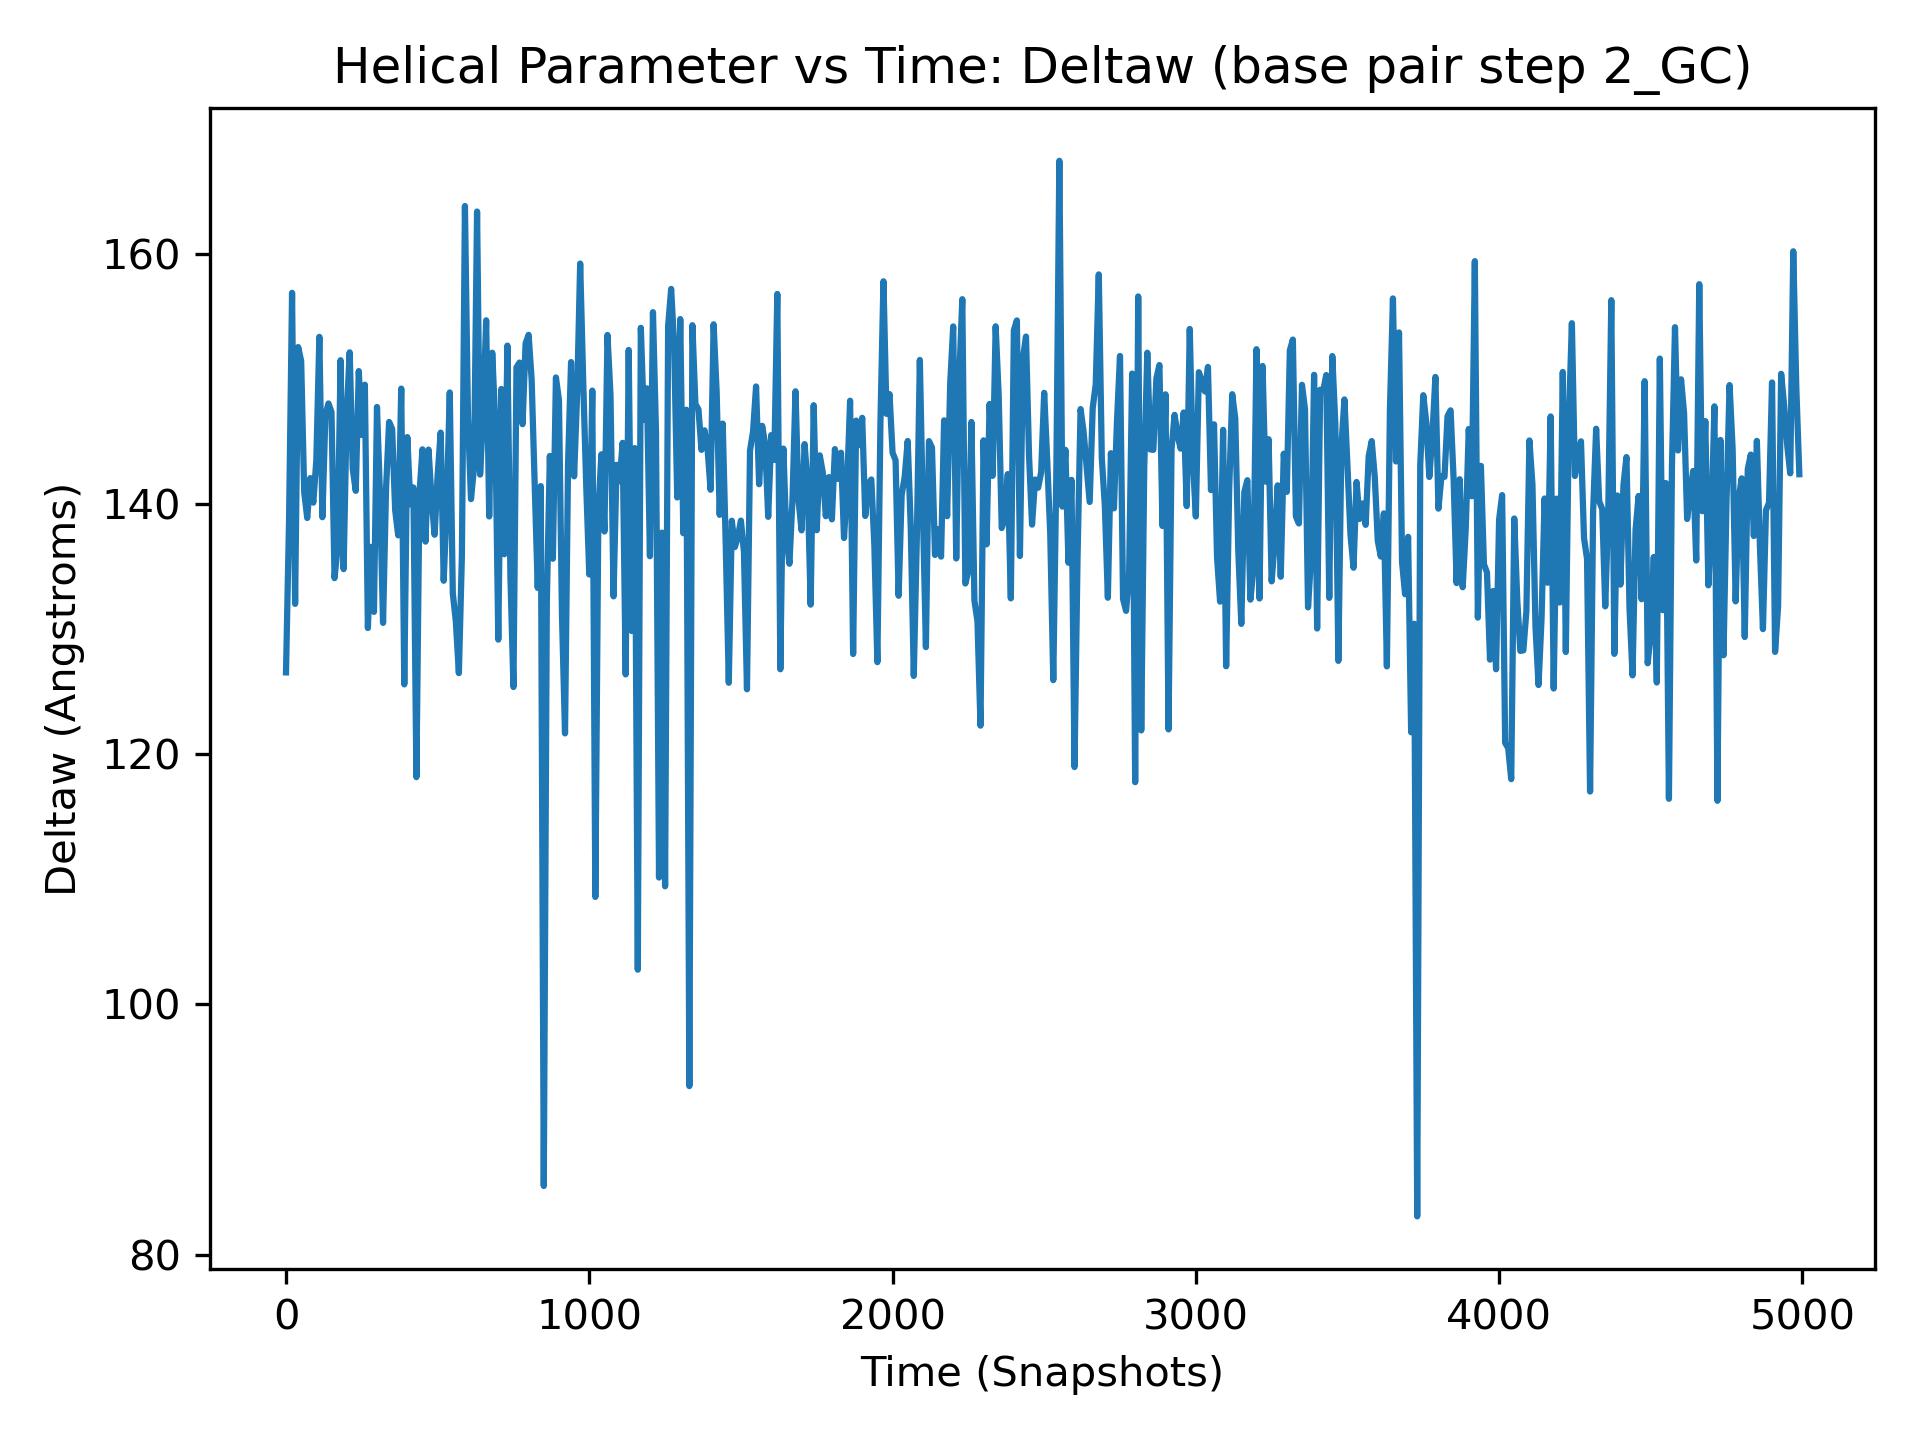 Helical Parameter vs Time: Deltaw (base pair step 2_GC)
Deltaw (Angstroms)
160
140
120
100
80
0 1000 2000 3000 4000 5000
Time (Snapshots)